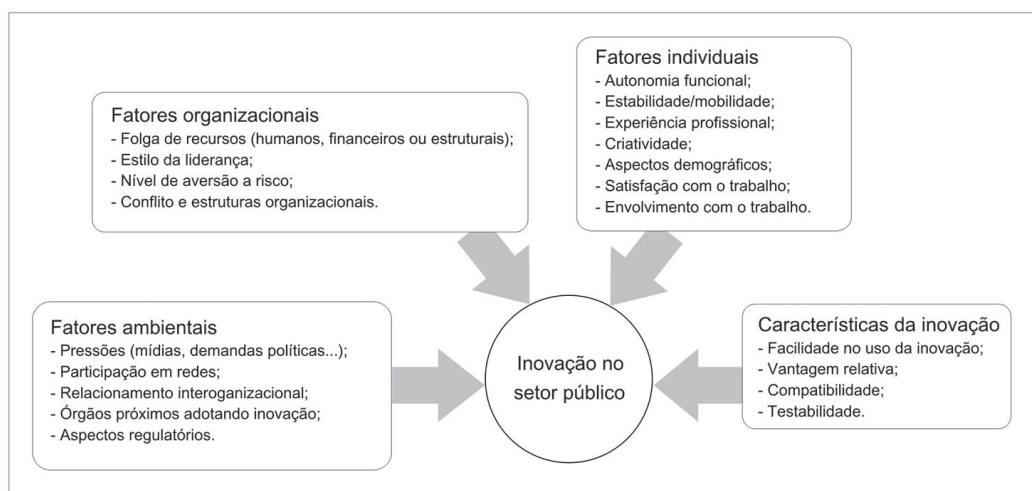 Fatores individuais
- Autonomia funcional;
- Estabilidade/mobilidade;
- Experiência profissional;
- Criatividade;
- Aspectos demográficos;
- Satisfação com o trabalho;
- Envolvimento com o trabalho.
Fatores organizacionais
- Folga de recursos (humanos, financeiros ou estruturais);
- Estilo da liderança;
- Nível de aversão a risco;
- Conflito e estruturas organizacionais.
Fatores ambientais
- Pressões (mídias, demandas políticas...);
- Participação em redes;
- Relacionamento interorganizacional;
- Órgãos próximos adotando inovação;
- Aspectos regulatórios.
Inovação no
setor público
Características da inovação
- Facilidade no uso da inovação;
- Vantagem relativa;
- Compatibilidade;
- Testabilidade.